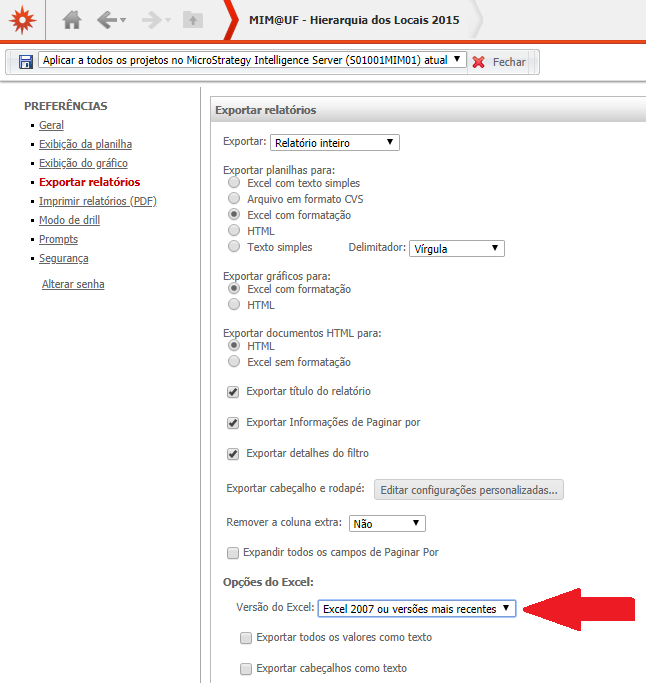 MIM@UF - Hierarquia dos Locais 2015
Aplicar a todos os projetos no MicroStrategy Intelligence Server (S01001MIM01) atual
Fechar
PREFERÊNCIAS
Geral
Exibição da planilha
Exibição do gráfico
Exportar relatórios
Imprimir relatórios (PDF)
Modo de drill
Prompts
Segurança
Alterar senha
Exportar relatórios
Exportar: Relatório inteiro
Exportar planilhas para:
Excel com texto simples
Arquivo em formato CVS
Excel com formatação
HTML
Texto simples Delimitador: Vírgula
Exportar gráficos para:
Excel com formatação
HTML
Exportar documentos HTML para:
HTML
Excel sem formatação
Exportar título do relatório
Exportar Informações de Paginar por
Exportar detalhes do filtro
Exportar cabeçalho e rodapé: Editar configurações personalizadas...
Remover a coluna extra: Não
Expandir todos os campos de Paginar Por
Opções do Excel:
Versão do Excel: Excel 2007 ou versões mais recentes
Exportar todos os valores como texto
Exportar cabeçalhos como texto